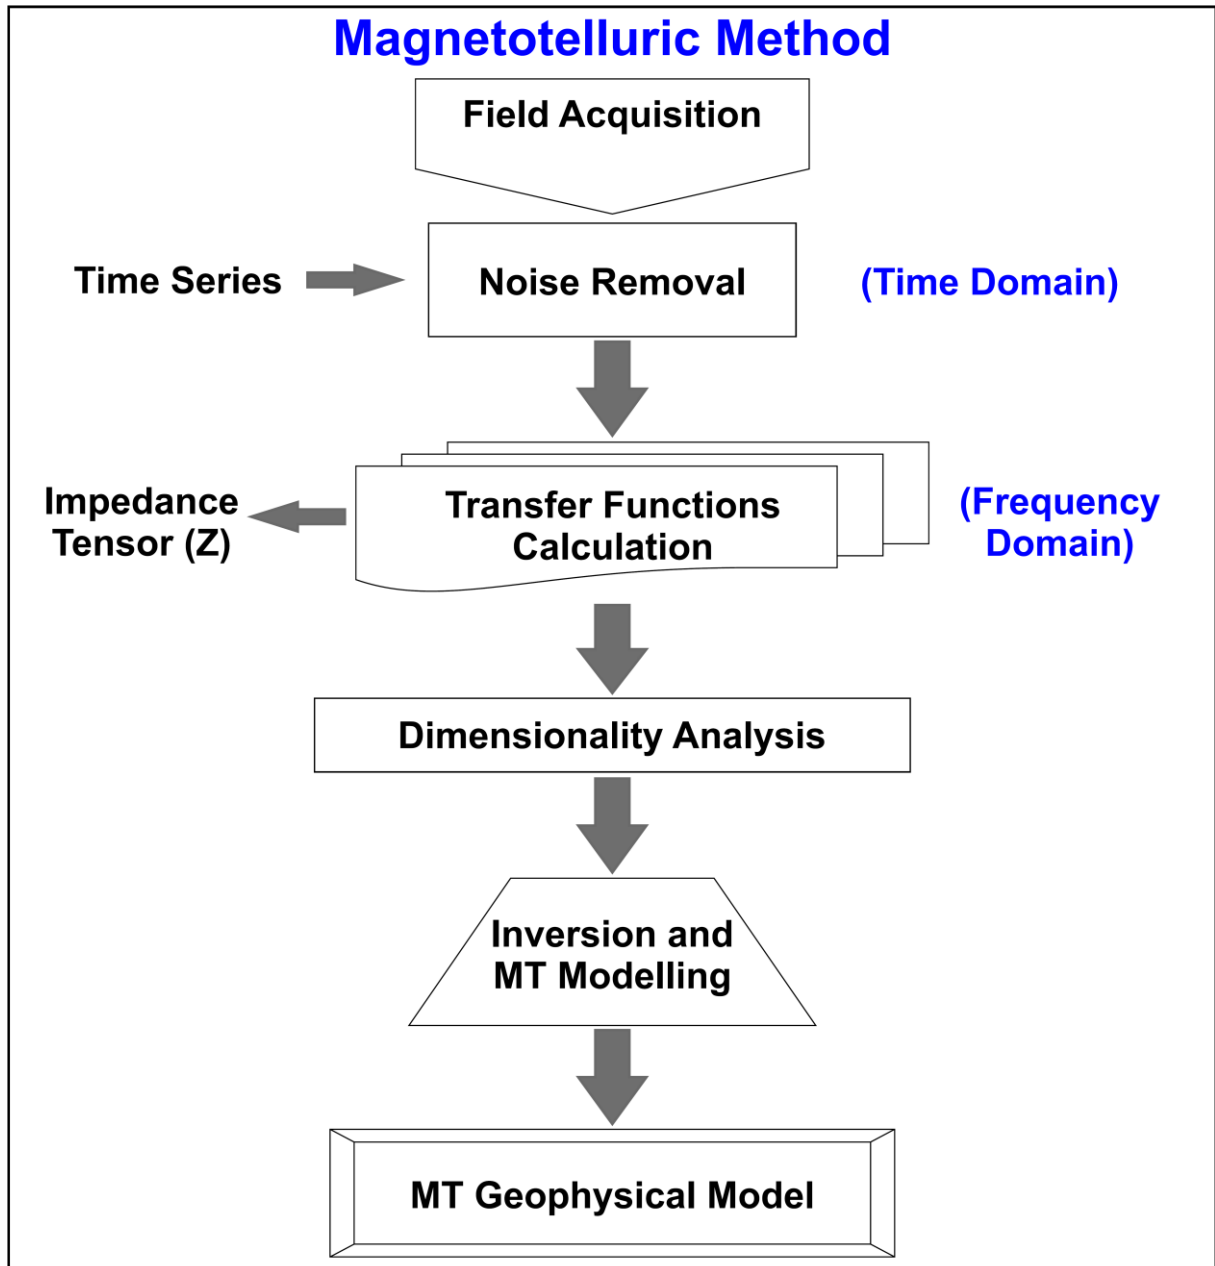 Magnetotelluric Method
Field Acquisition
Time Series
Noise Removal
(Time Domain)
Impedance
Tensor (Z)
Transfer Functions
Calculation
(Frequency
Domain)
Dimensionality Analysis
Inversion and
MT Modelling
MT Geophysical Model